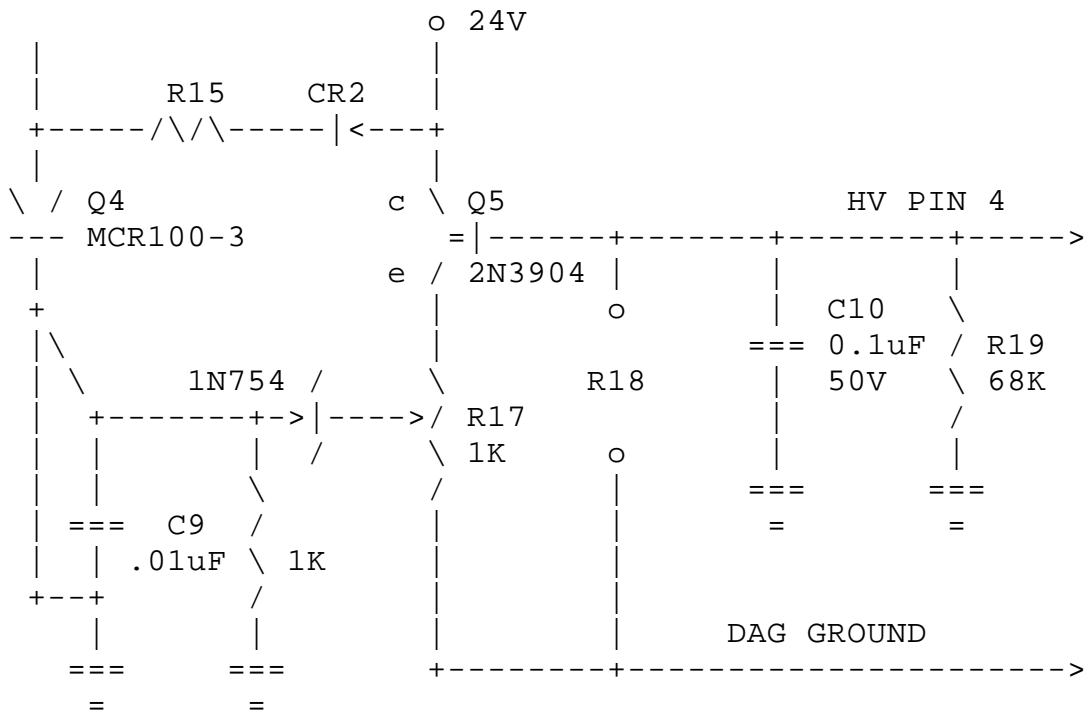 o 24V
R15 CR2
Q4 c Q5 HV PIN 4
MCR100-3
e 2N3904
o C10
0.1uF R19
1N754 R18 50V 68K
R17
1K o
C9
.01uF 1K
DAG GROUND